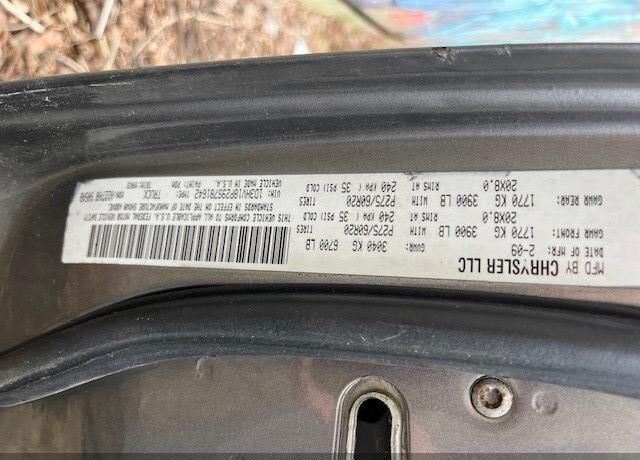 MFD BY CHRYSLER LLC
DATE OF MFR: 2-09 GVWR: 3040 KG 6700 LB
GAWR FRONT: 1770 KG 3900 LB WITH P275/60R20 TIRES
20X8.0 RIMS AT 240 KPA ( 35 PSI) COLD
GAWR REAR: 1770 KG 3900 LB WITH P275/60R20 TIRES
20X8.0 RIMS AT 240 KPA ( 35 PSI) COLD
THIS VEHICLE CONFORMS TO ALL APPLICABLE U.S.A. FEDERAL MOTOR VEHICLE SAFETY
STANDARDS IN EFFECT ON THE DATE OF MANUFACTURE SHOWN ABOVE.
VIN: TYPE: TRUCK
VEHICLE MADE IN U.S.A. PAINT: PDM